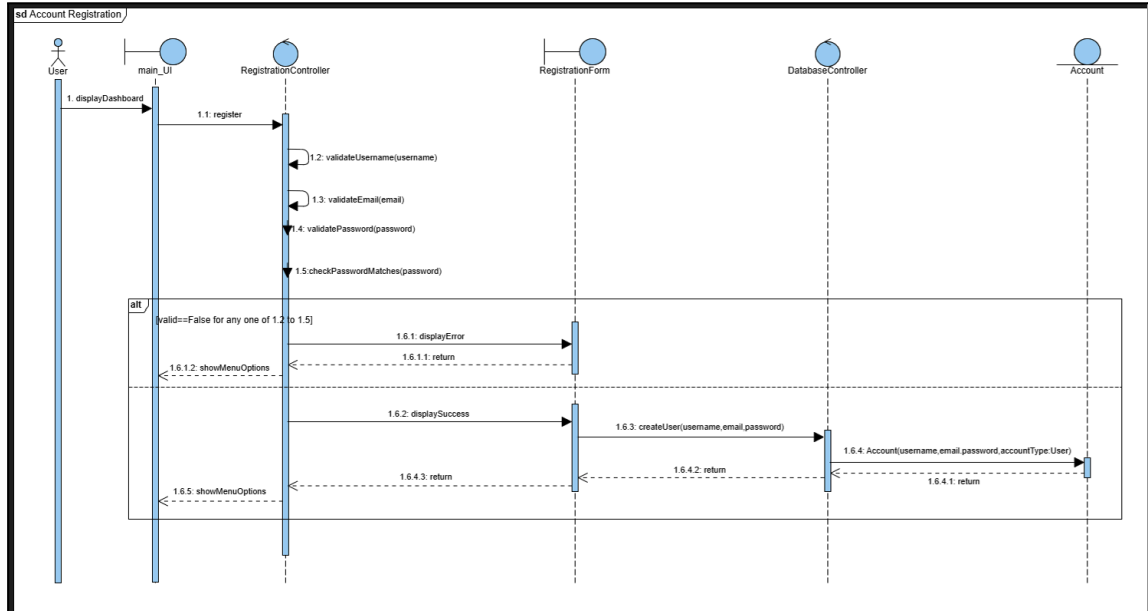 sd Account Registration
User
main_UI
RegistrationController
RegistrationForm
DatabaseController
Account
1. displayDashboard
1.1: register
1.2: validateUsername(username)
1.3: validateEmail(email)
1.4: validatePassword(password)
1.5:checkPasswordMatches(password)
alt
[valid==False for any one of 1.2 to 1.5]
1.6.1: displayError
1.6.1.1: return
1.6.1.2: showMenuOptions
1.6.2: displaySuccess
1.6.3: createUser(username,email,password)
1.6.4: Account(username,email.password,accountType:User)
1.6.4.1: return
1.6.4.2: return
1.6.4.3: return
1.6.5: showMenuOptions